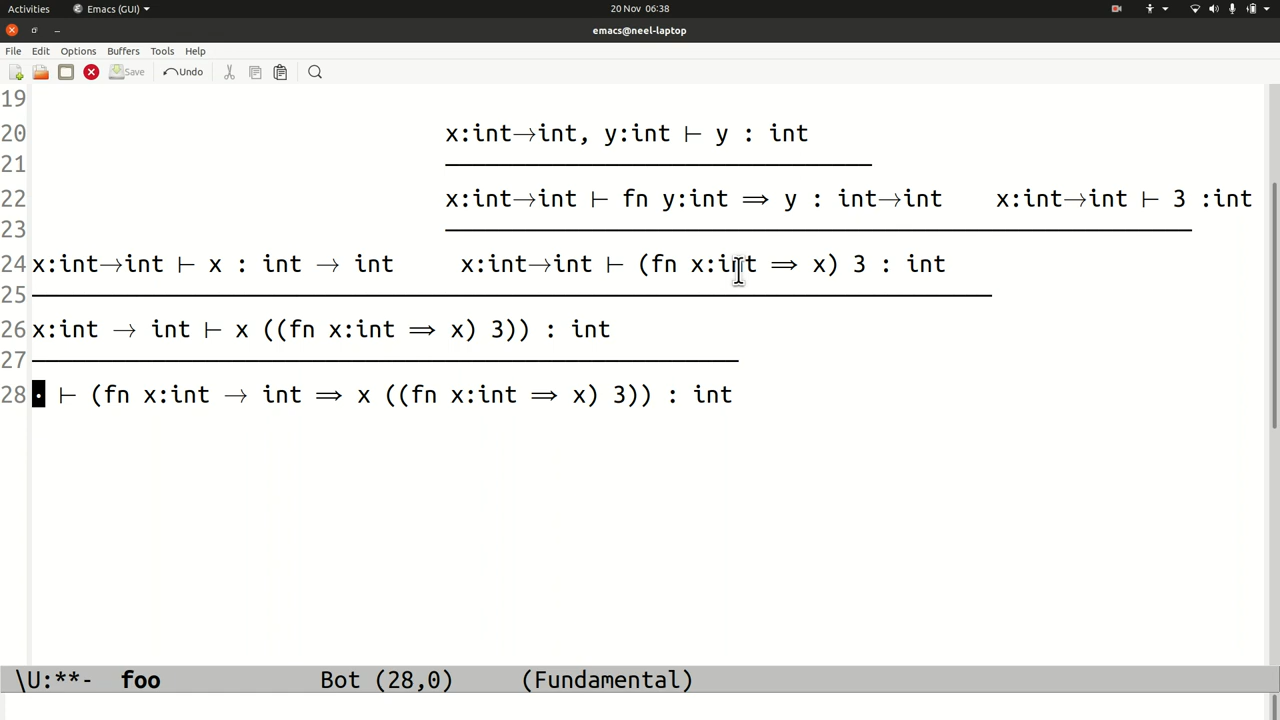 Activities Emacs (GUI) 20 Nov 06:38
emacs@neel-laptop
File Edit Options Buffers Tools Help
Save Undo
19
20 x:int→int, y:int ⊢ y : int
21
22 x:int→int ⊢ fn y:int ⇒ y : int→int x:int→int ⊢ 3 :int
23
24 x:int→int ⊢ x : int → int x:int→int ⊢ (fn x:int ⇒ x) 3 : int
25
26 x:int → int ⊢ x ((fn x:int ⇒ x) 3)) : int
27
28 · ⊢ (fn x:int → int ⇒ x ((fn x:int ⇒ x) 3)) : int
\U:**- foo Bot (28,0) (Fundamental)